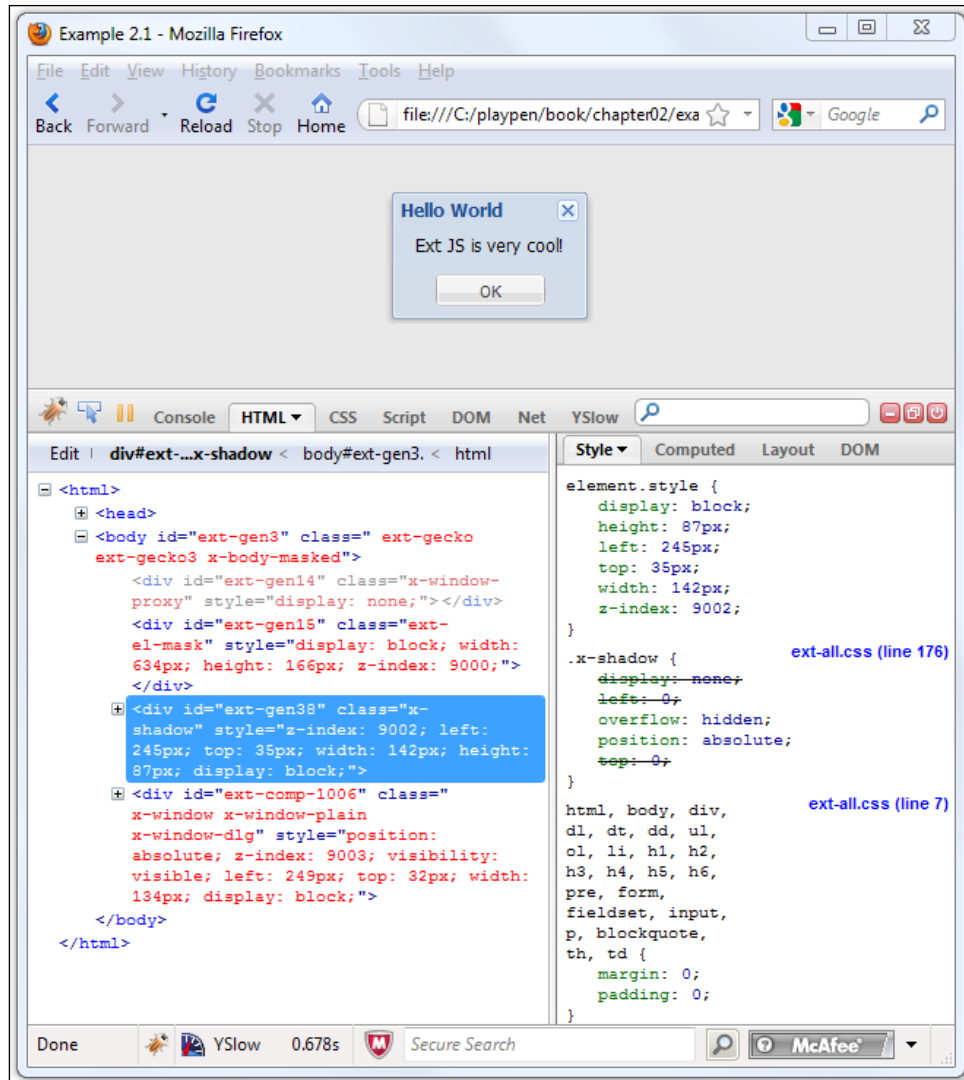 Example 2.1 - Mozilla Firefox
File Edit View History Bookmarks Tools Help
Back Forward Reload Stop Home file:///C:/playpen/book/chapter02/exa Google
Hello World
Ext JS is very cool!
OK
Console HTML CSS Script DOM Net YSlow
Edit div#ext-...x-shadow < body#ext-gen3. < html
<html>
<head>
<body id="ext-gen3" class=" ext-gecko
ext-gecko3 x-body-masked">
<div id="ext-gen14" class="x-window-
proxy" style="display: none;"></div>
<div id="ext-gen15" class="ext-
el-mask" style="display: block; width:
634px; height: 166px; z-index: 9000;">
</div>
<div id="ext-gen38" class="x-
shadow" style="z-index: 9002; left:
245px; top: 35px; width: 142px; height:
87px; display: block;">
<div id="ext-comp-1006" class="
x-window x-window-plain
x-window-dlg" style="position:
absolute; z-index: 9003; visibility:
visible; left: 249px; top: 32px; width:
134px; display: block;">
</body>
</html>
Style Computed Layout DOM
element.style {
display: block;
height: 87px;
left: 245px;
top: 35px;
width: 142px;
z-index: 9002;
}
.x-shadow { ext-all.css (line 176)
display: none;
left: 0;
overflow: hidden;
position: absolute;
top: 0;
}
html, body, div, ext-all.css (line 7)
dl, dt, dd, ul,
ol, li, h1, h2,
h3, h4, h5, h6,
pre, form,
fieldset, input,
p, blockquote,
th, td {
margin: 0;
padding: 0;
}
Done YSlow 0.678s Secure Search McAfee